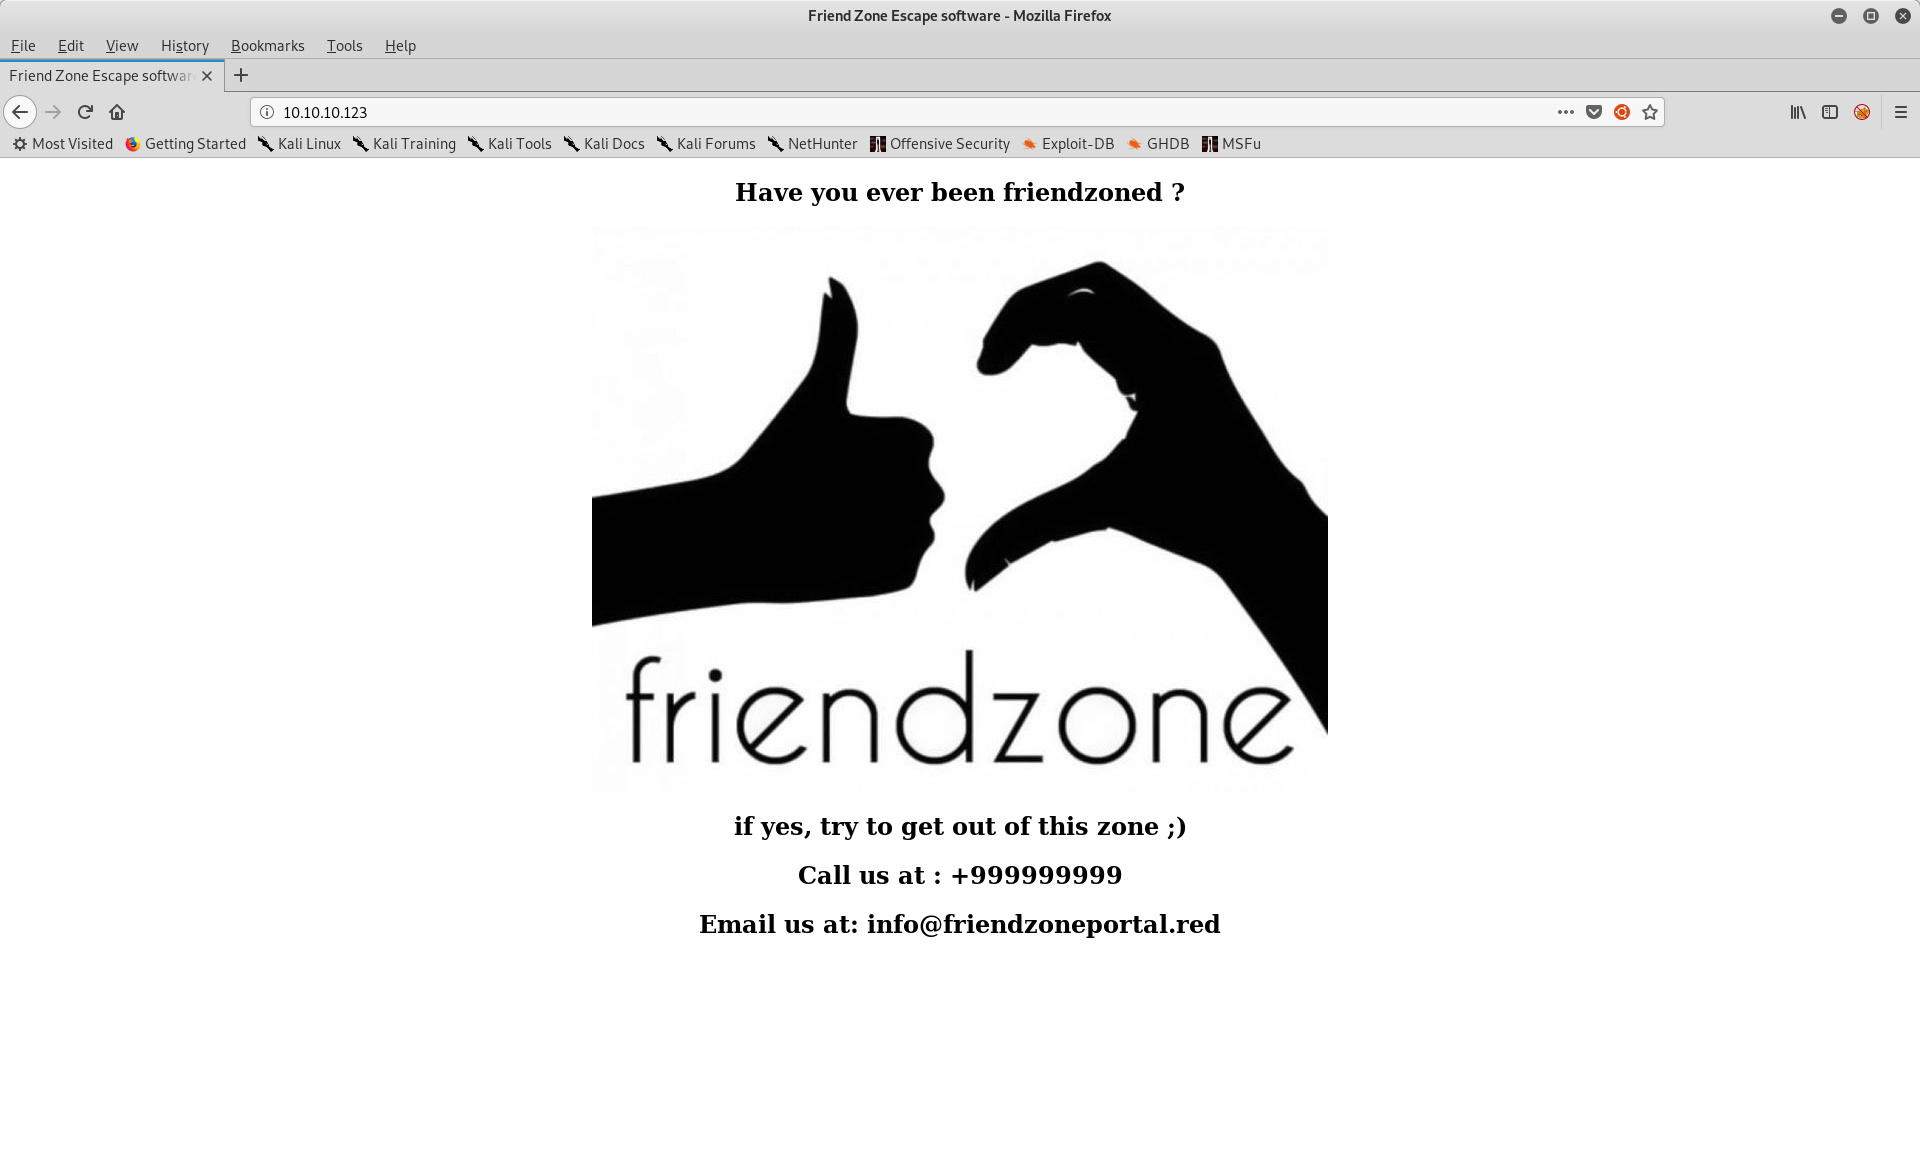 Friend Zone Escape software - Mozilla Firefox
File Edit View History Bookmarks Tools Help
Friend Zone Escape softwar
10.10.10.123
Most Visited Getting Started Kali Linux Kali Training Kali Tools Kali Docs Kali Forums NetHunter Offensive Security Exploit-DB GHDB MSFu
Have you ever been friendzoned ?
friendzone
if yes, try to get out of this zone ;)
Call us at : +999999999
Email us at: info@friendzoneportal.red